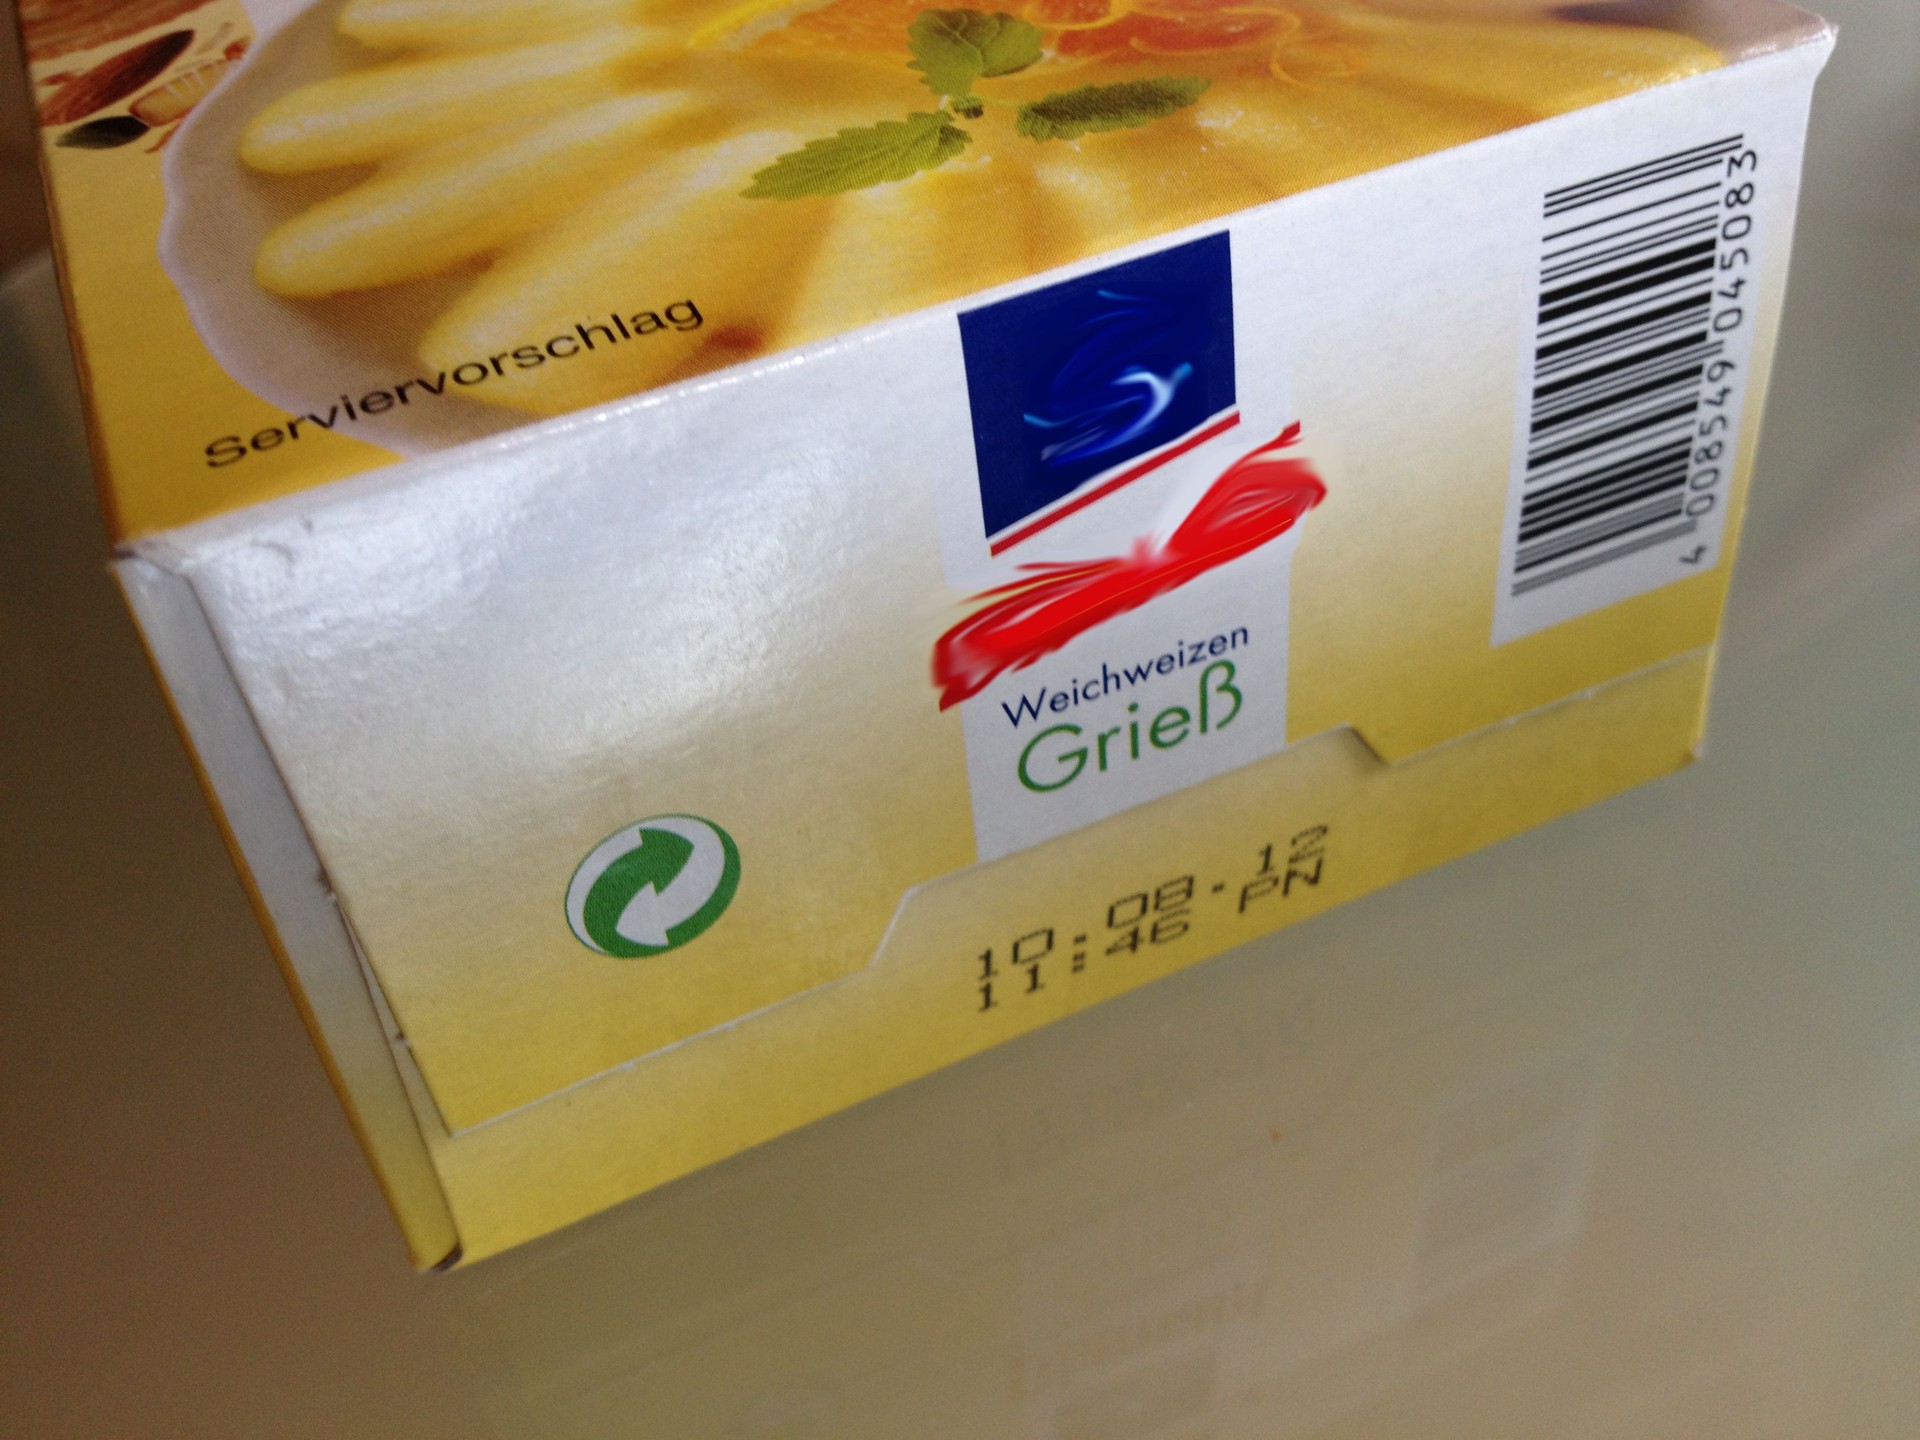 Serviervorschlag
Weichweizen
Grieß
4 008549 045083
10 08.12
11:46 PN